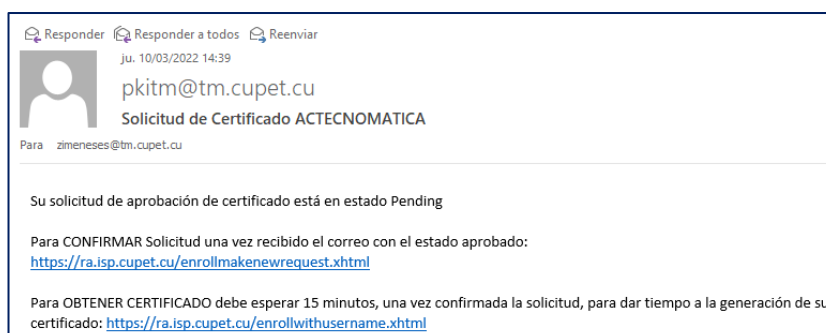 Responder Responder a todos Reenviar
ju. 10/03/2022 14:39
pkitm@tm.cupet.cu
Solicitud de Certificado ACTECNOMATICA
Para zimeneses@tm.cupet.cu
Su solicitud de aprobación de certificado está en estado Pending
Para CONFIRMAR Solicitud una vez recibido el correo con el estado aprobado:
https://ra.isp.cupet.cu/enrollmakenewrequest.xhtml
Para OBTENER CERTIFICADO debe esperar 15 minutos, una vez confirmada la solicitud, para dar tiempo a la generación de su
certificado: https://ra.isp.cupet.cu/enrollwithusername.xhtml